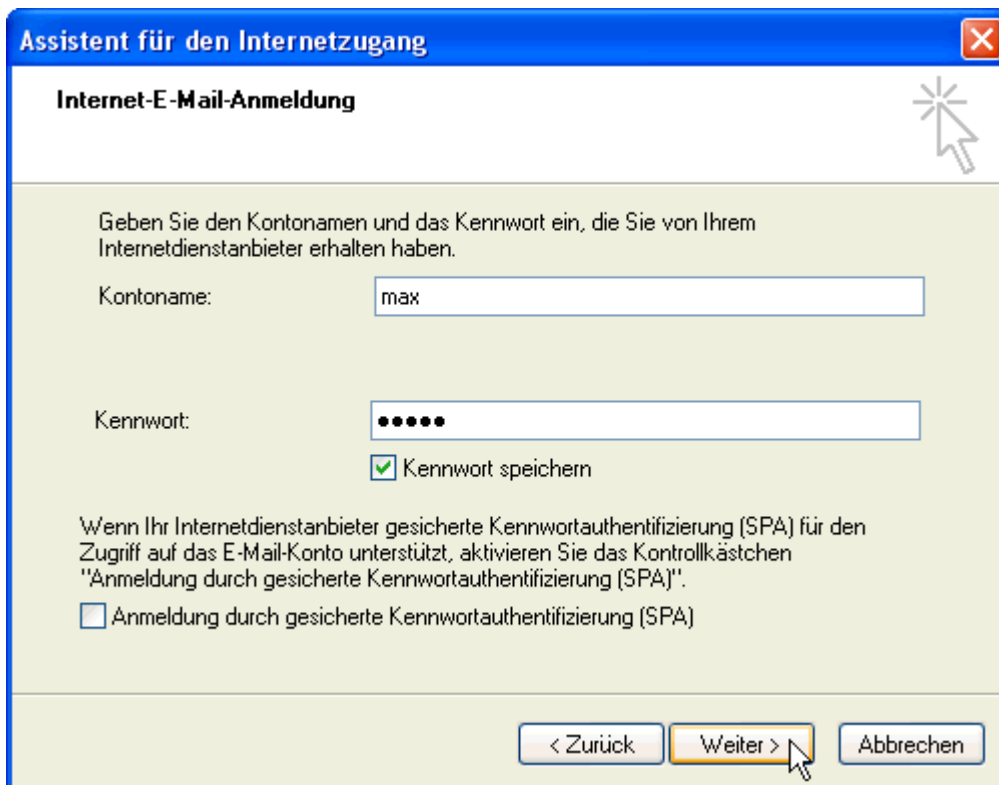 Assistent für den Internetzugang
Internet-E-Mail-Anmeldung
Geben Sie den Kontonamen und das Kennwort ein, die Sie von Ihrem
Internetdienstanbieter erhalten haben.
Kontoname: max
Kennwort: •••••
Kennwort speichern
Wenn Ihr Internetdienstanbieter gesicherte Kennwortauthentifizierung (SPA) für den
Zugriff auf das E-Mail-Konto unterstützt, aktivieren Sie das Kontrollkästchen
"Anmeldung durch gesicherte Kennwortauthentifizierung (SPA)".
Anmeldung durch gesicherte Kennwortauthentifizierung (SPA)
< Zurück Weiter > Abbrechen